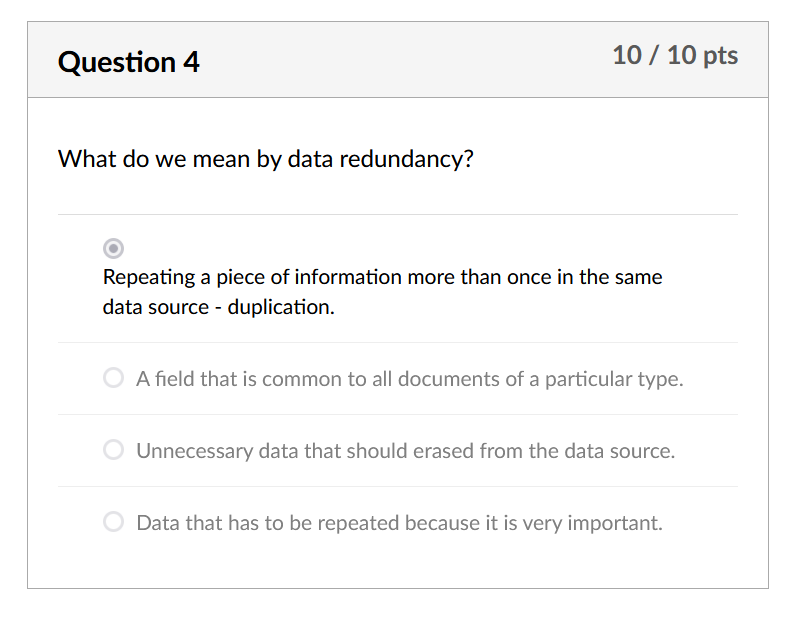 Question 4
10 / 10 pts
What do we mean by data redundancy?
Repeating a piece of information more than once in the same
data source - duplication.
A field that is common to all documents of a particular type.
Unnecessary data that should erased from the data source.
Data that has to be repeated because it is very important.